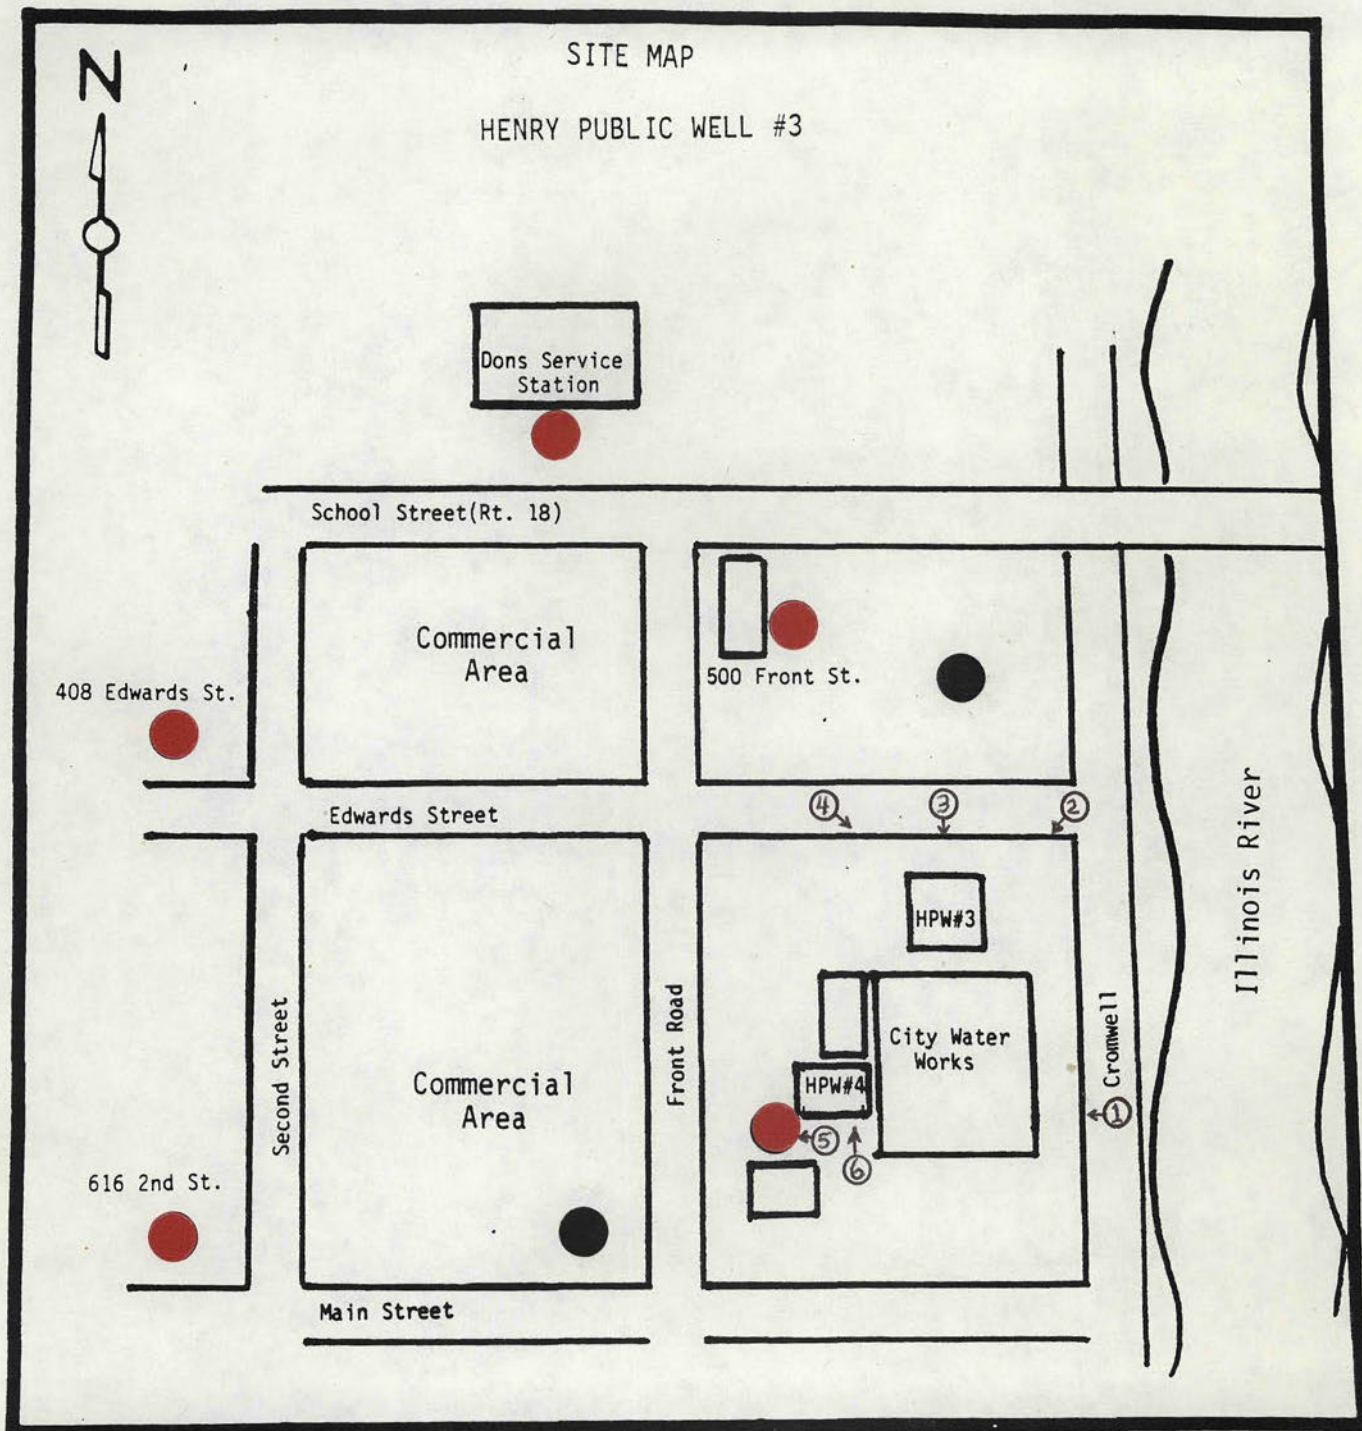 N
SITE MAP
HENRY PUBLIC WELL #3
Dons Service
Station
School Street(Rt. 18)
Commercial
Area
500 Front St.
408 Edwards St.
Edwards Street
4
3
2
HPW#3
Illinois River
Second Street
Front Road
City Water
Works
Cromwell
1
HPW#4
Commercial
Area
5
6
616 2nd St.
Main Street